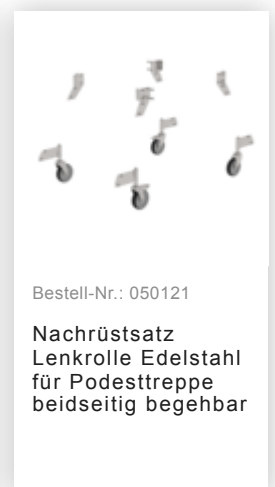 Bestell-Nr.: 050121
Nachrüstsatz
Lenkrolle Edelstahl
für Podesttreppe
beidseitig begehbar